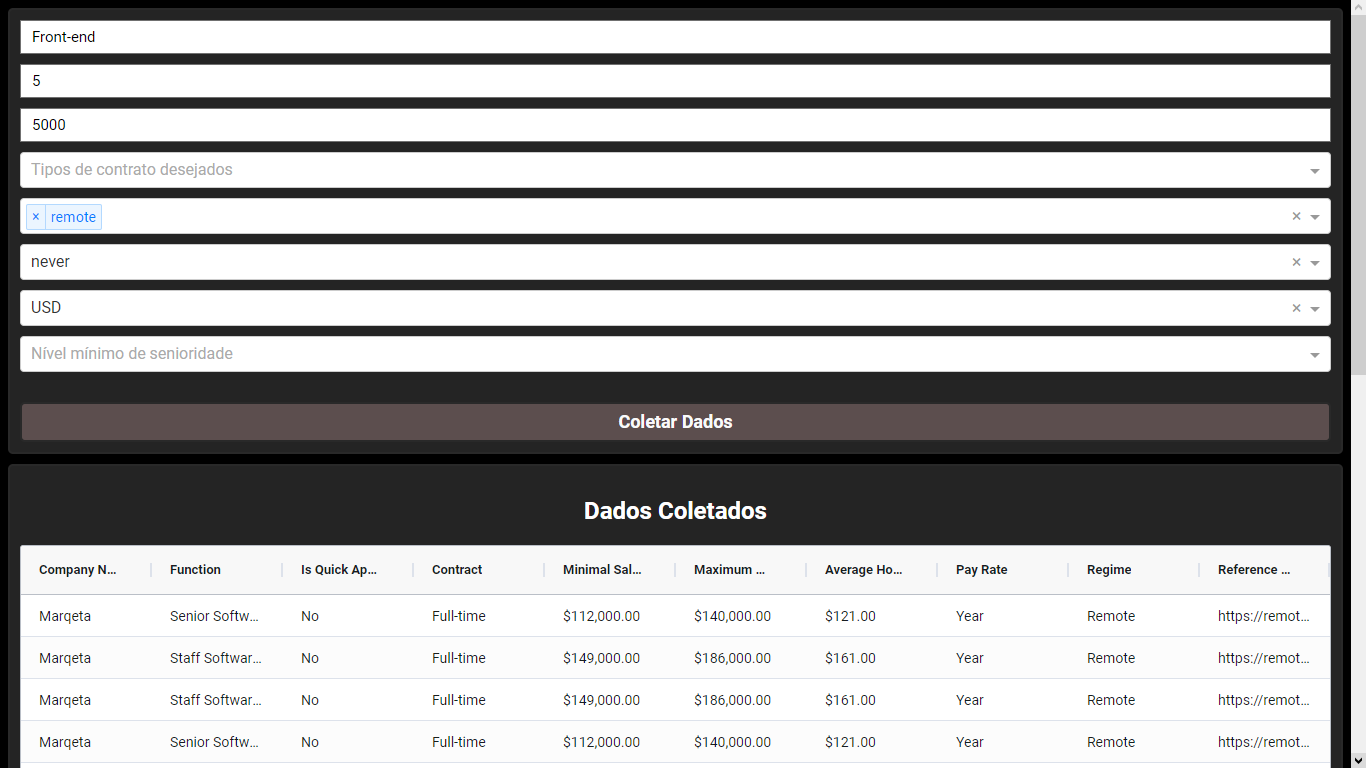 Front-end
5
5000
Tipos de contrato desejados
× remote
never
USD
Nível mínimo de senioridade
Coletar Dados
Dados Coletados
Company N... Function Is Quick Ap... Contract Minimal Sal... Maximum ... Average Ho... Pay Rate Regime Reference ...
Marqeta Senior Softw... No Full-time $112,000.00 $140,000.00 $121.00 Year Remote https://remot...
Marqeta Staff Softwar... No Full-time $149,000.00 $186,000.00 $161.00 Year Remote https://remot...
Marqeta Staff Softwar... No Full-time $149,000.00 $186,000.00 $161.00 Year Remote https://remot...
Marqeta Senior Softw... No Full-time $112,000.00 $140,000.00 $121.00 Year Remote https://remot...